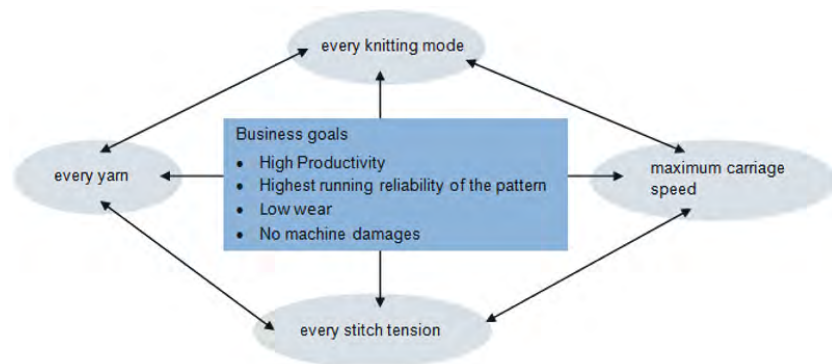 every knitting mode
Business goals
• High Productivity
• Highest running reliability of the pattern
• Low wear
• No machine damages
every yarn
maximum carriage
speed
every stitch tension